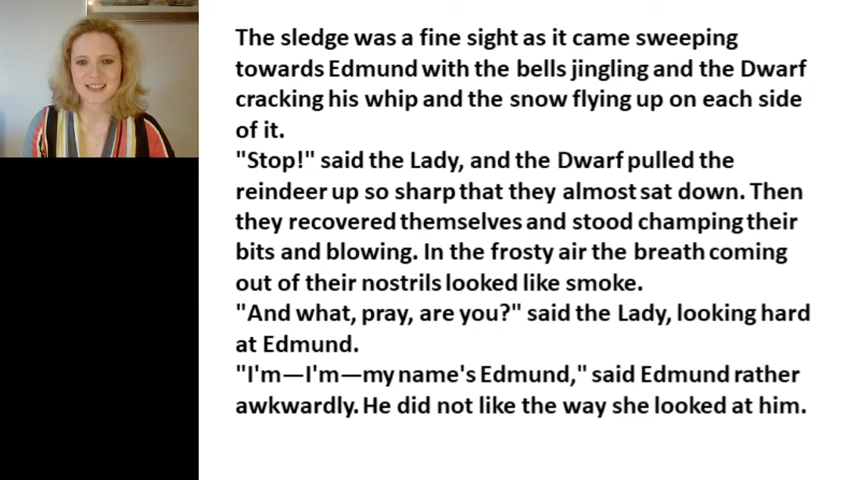 The sledge was a fine sight as it came sweeping
towards Edmund with the bells jingling and the Dwarf
cracking his whip and the snow flying up on each side
of it.
"Stop!" said the Lady, and the Dwarf pulled the
reindeer up so sharp that they almost sat down. Then
they recovered themselves and stood champing their
bits and blowing. In the frosty air the breath coming
out of their nostrils looked like smoke.
"And what, pray, are you?" said the Lady, looking hard
at Edmund.
"I'm—I'm—my name's Edmund," said Edmund rather
awkwardly. He did not like the way she looked at him.